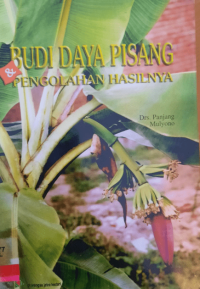 BUDI DAYA PISANG
& PENGOLAHAN HASILNYA
Drs. Panjang
Mulyono